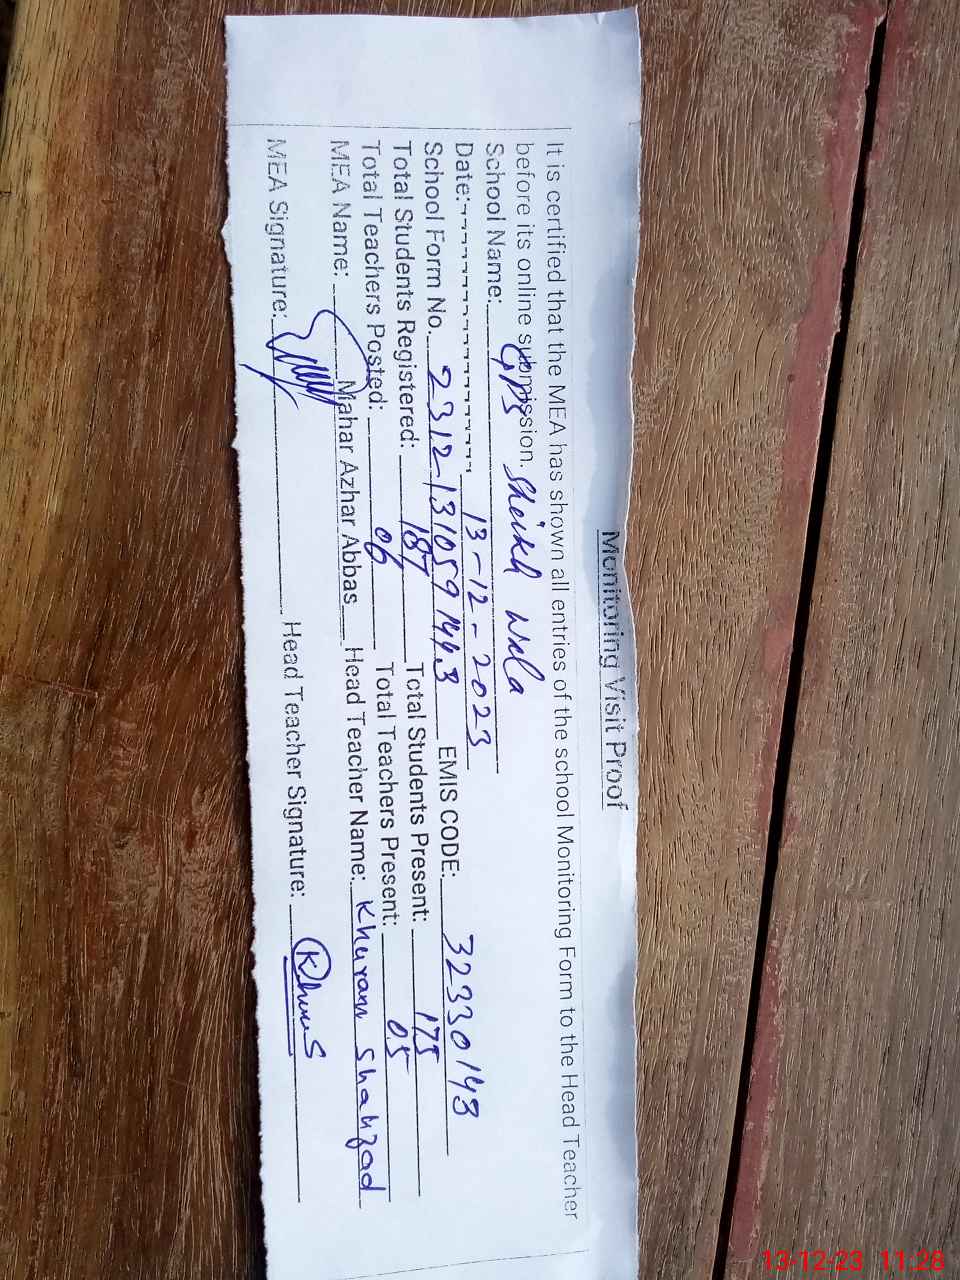 Monitoring Visit Proof
It is certified that the MEA has shown all entries of the school Monitoring Form to the Head Teacher
before its online submission.
School Name: GPS Sheikh Wala
Date: 13-12-2023
School Form No. 2312-1310591443 EMIS CODE: 32330143
Total Students Registered: 187 Total Students Present: 175
Total Teachers Posted: 06 Total Teachers Present: 05
MEA Name: Mahar Azhar Abbas Head Teacher Name: Khuram Shahzad
MEA Signature: Head Teacher Signature:
13-12-23 11:28